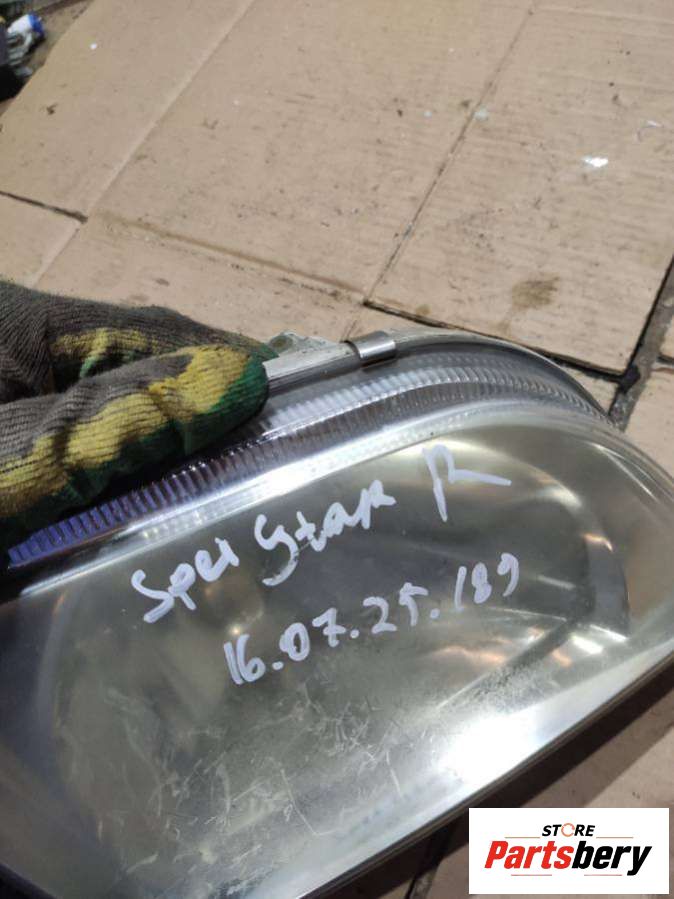 Spei Star R
16.07.25.189
STORE
Partsbery